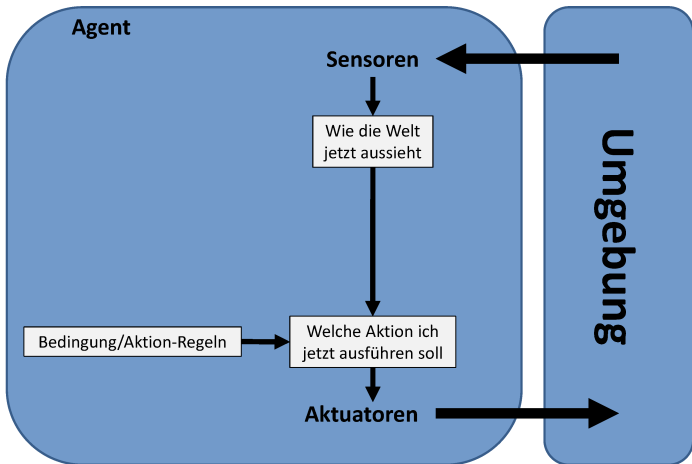 Agent
Sensoren
Wie die Welt
jetzt aussieht
Umgebung
Bedingung/Aktion-Regeln
Welche Aktion ich
jetzt ausführen soll
Aktuatoren